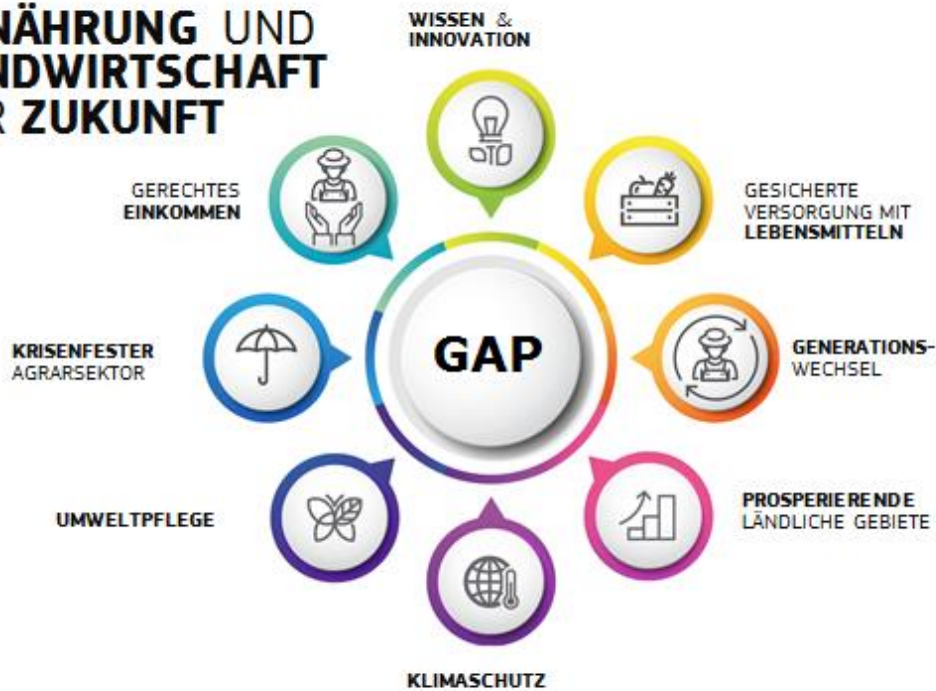 NÄHRUNG UND
NDWIRTSCHAFT
R ZUKUNFT
WISSEN &
INNOVATION
GERECHTES
EINKOMMEN
GESICHERTE
VERSORGUNG MIT
LEBENSMITTELN
KRISENFESTER
AGRARSEKTOR
GAP
GENERATIONS-
WECHSEL
UMWELTPFLEGE
PROSPERIERENDE
LÄNDLICHE GEBIETE
KLIMASCHUTZ